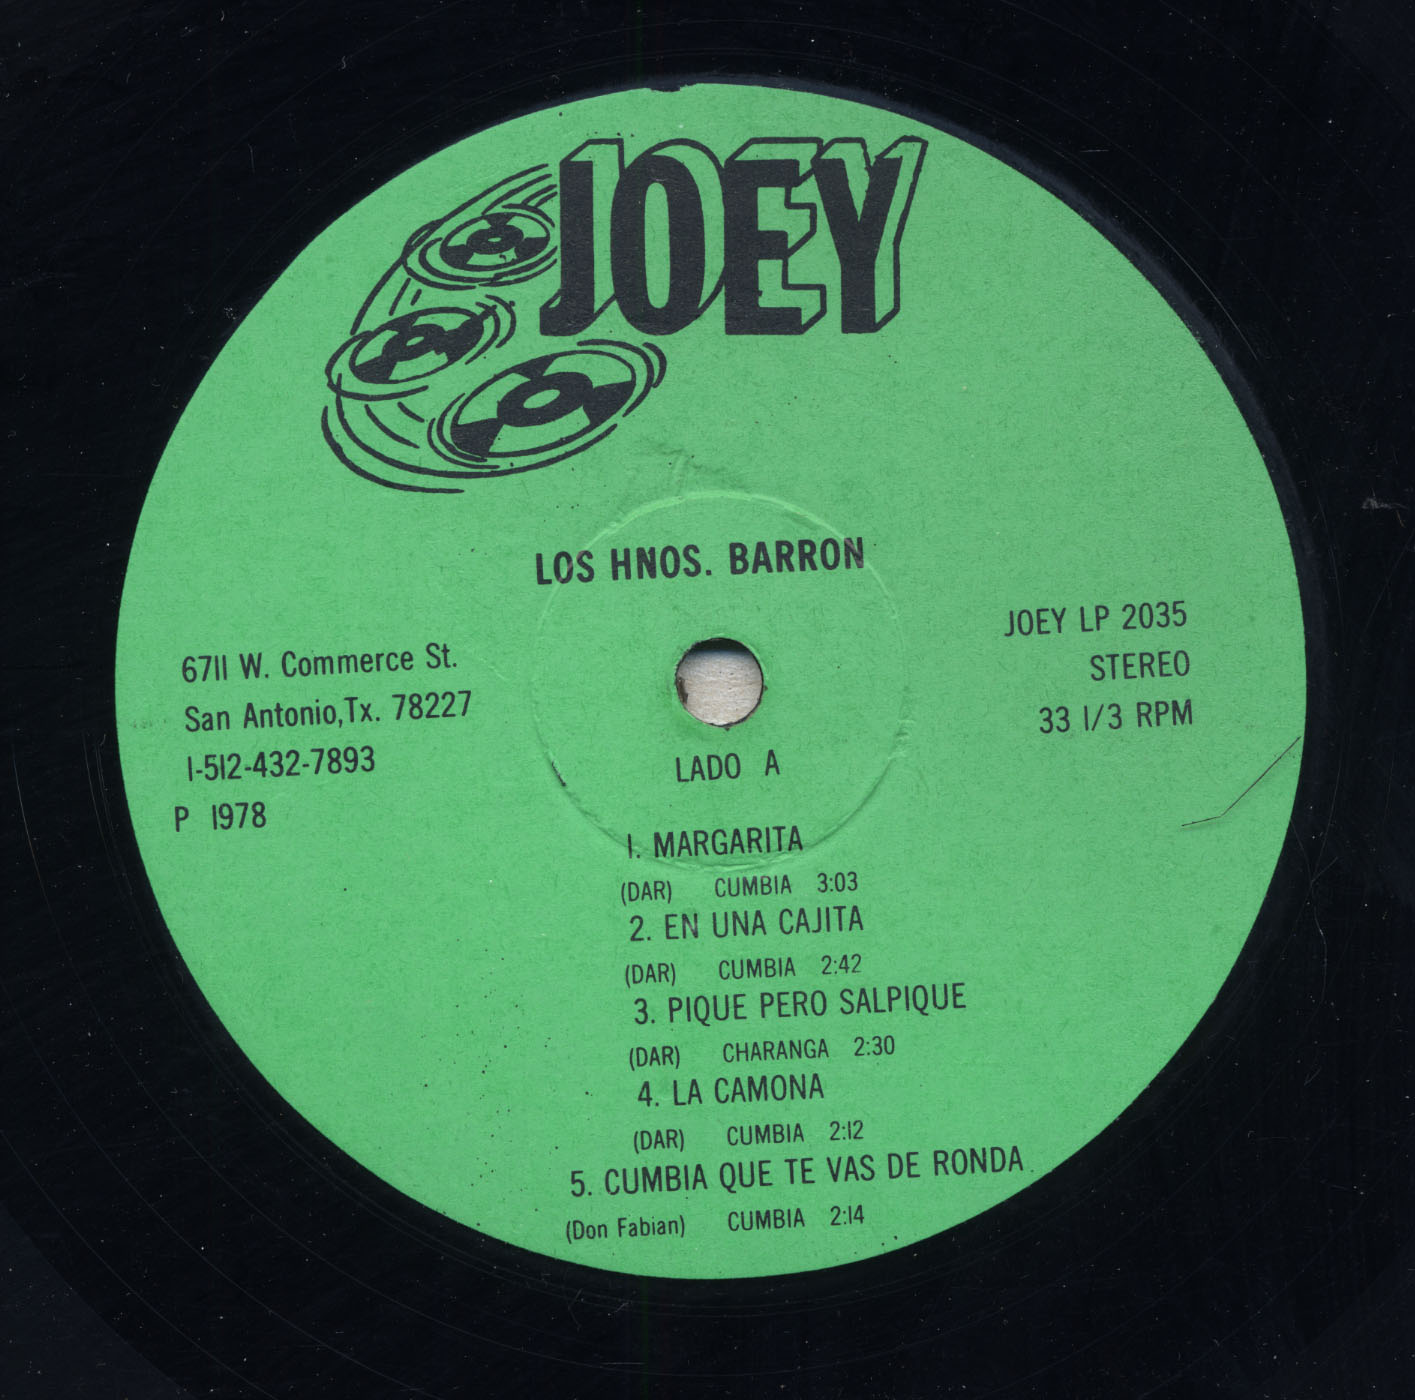 JOEY
LOS HNOS. BARRON
6711 W. Commerce St.
San Antonio,Tx. 78227
1-512-432-7893
P 1978
JOEY LP 2035
STEREO
33 1/3 RPM
LADO A
1. MARGARITA
(DAR) CUMBIA 3:03
2. EN UNA CAJITA
(DAR) CUMBIA 2:42
3. PIQUE PERO SALPIQUE
(DAR) CHARANGA 2:30
4. LA CAMONA
(DAR) CUMBIA 2:12
5. CUMBIA QUE TE VAS DE RONDA
(Don Fabian) CUMBIA 2:14